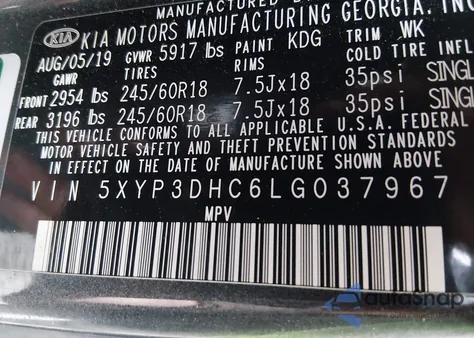 MANUFACTURED
KIA KIA MOTORS MANUFACTURING GEORGIA, INC.
AUG/05/19 GVWR 5917 lbs PAINT KDG TRIM WK
GAWR TIRES RIMS COLD TIRE INFL
FRONT 2954 lbs 245/60R18 7.5Jx18 35psi SINGL
REAR 3196 lbs 245/60R18 7.5Jx18 35psi SINGL
THIS VEHICLE CONFORMS TO ALL APPLICABLE U.S.A. FEDERAL
MOTOR VEHICLE SAFETY AND THEFT PREVENTION STANDARDS
IN EFFECT ON THE DATE OF MANUFACTURE SHOWN ABOVE
VIN 5XYP3DHC6LG037967
MPV
autosnap